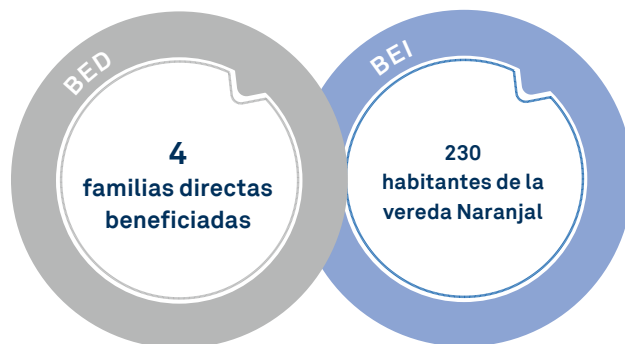 BED
4
familias directas
beneficiadas
BEI
230
habitantes de la
vereda Naranjal